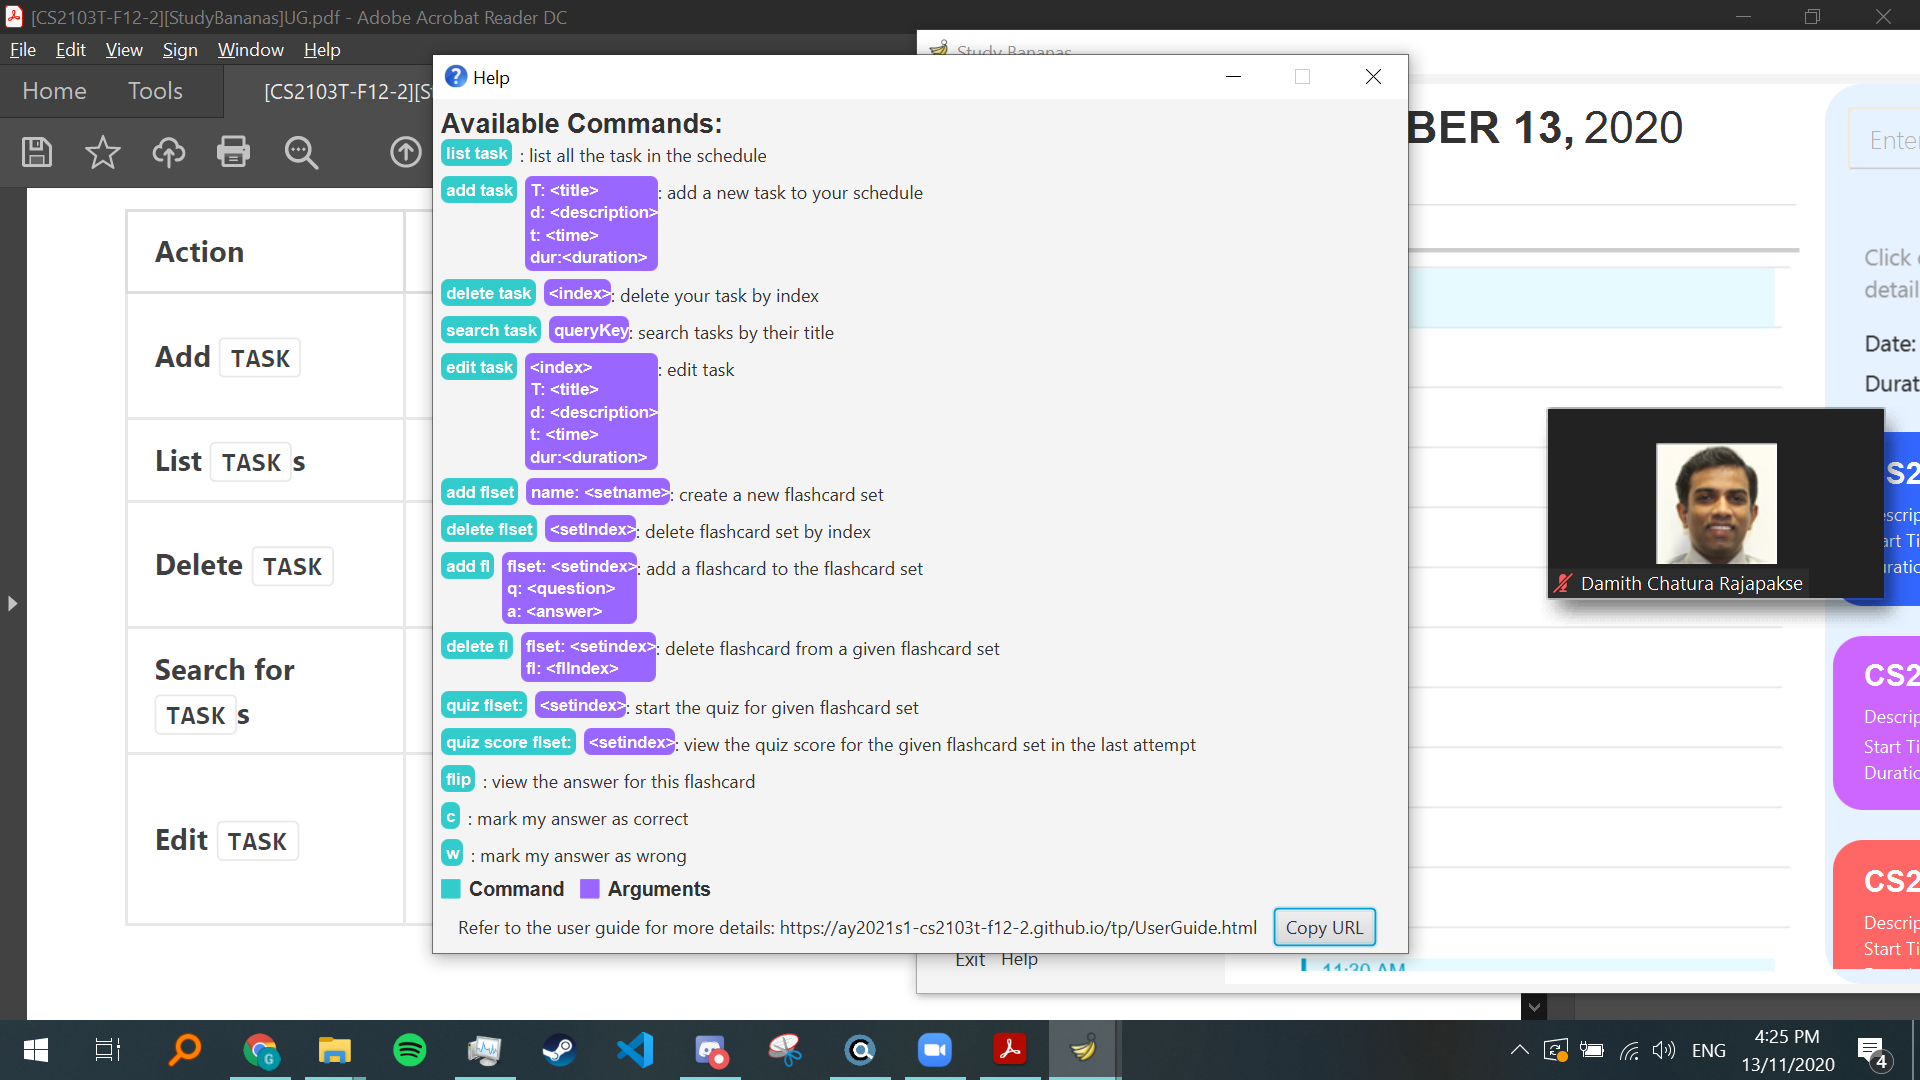 [CS2103T-F12-2][StudyBananas]UG.pdf - Adobe Acrobat Reader DC
File Edit View Sign Window Help
Home Tools [CS2103T-F12-2][St
Study Bananas
Help
Available Commands:
list task : list all the task in the schedule
add task T: <title> : add a new task to your schedule
d: <description>
t: <time>
dur:<duration>
delete task <index>: delete your task by index
search task queryKey: search tasks by their title
edit task <index> : edit task
T: <title>
d: <description>
t: <time>
dur:<duration>
add flset name: <setname>: create a new flashcard set
delete flset <setIndex>: delete flashcard set by index
add fl flset: <setindex>: add a flashcard to the flashcard set
q: <question>
a: <answer>
delete fl flset: <setindex>: delete flashcard from a given flashcard set
fl: <flIndex>
quiz flset: <setindex>: start the quiz for given flashcard set
quiz score flset: <setindex>: view the quiz score for the given flashcard set in the last attempt
flip : view the answer for this flashcard
c : mark my answer as correct
w : mark my answer as wrong
Command Arguments
Refer to the user guide for more details: https://ay2021s1-cs2103t-f12-2.github.io/tp/UserGuide.html Copy URL
Action
Add TASK
List TASK s
Delete TASK
Search for
TASK s
Edit TASK
BER 13, 2020
Enter
Click
detail
Date:
Durat
Damith Chatura Rajapakse
S2
escrip
art Ti
uratic
CS2
Descrip
Start Ti
Duratic
CS2
Descrip
Start Ti
11:30 AM
Exit Help
ENG
4:25 PM
13/11/2020
4